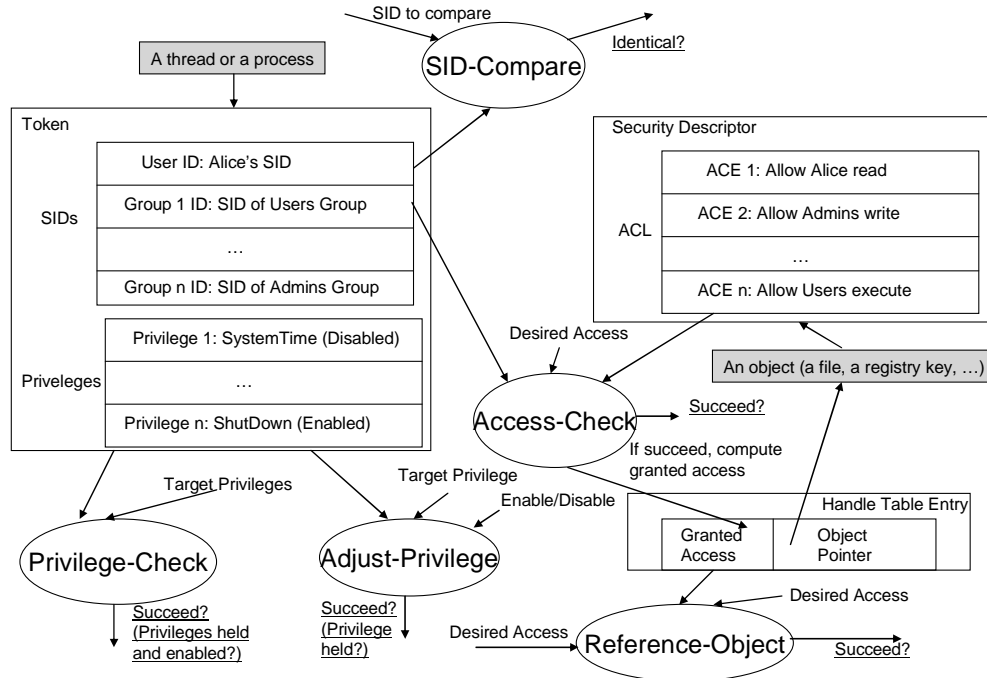 SID to compare
Identical?
A thread or a process
SID-Compare
Token
Security Descriptor
User ID: Alice’s SID
ACE 1: Allow Alice read
SIDs
Group 1 ID: SID of Users Group
ACE 2: Allow Admins write
ACL
…
…
Group n ID: SID of Admins Group
ACE n: Allow Users execute
Privilege 1: SystemTime (Disabled)
Desired Access
An object (a file, a registry key, …)
Priveleges
…
Privilege n: ShutDown (Enabled)
Access-Check
Succeed?
If succeed, compute
granted access
Target Privileges
Target Privilege
Enable/Disable
Handle Table Entry
Granted
Access
Object
Pointer
Privilege-Check
Adjust-Privilege
Desired Access
Succeed?
(Privileges held
and enabled?)
Succeed?
(Privilege
held?)
Desired Access
Reference-Object
Succeed?